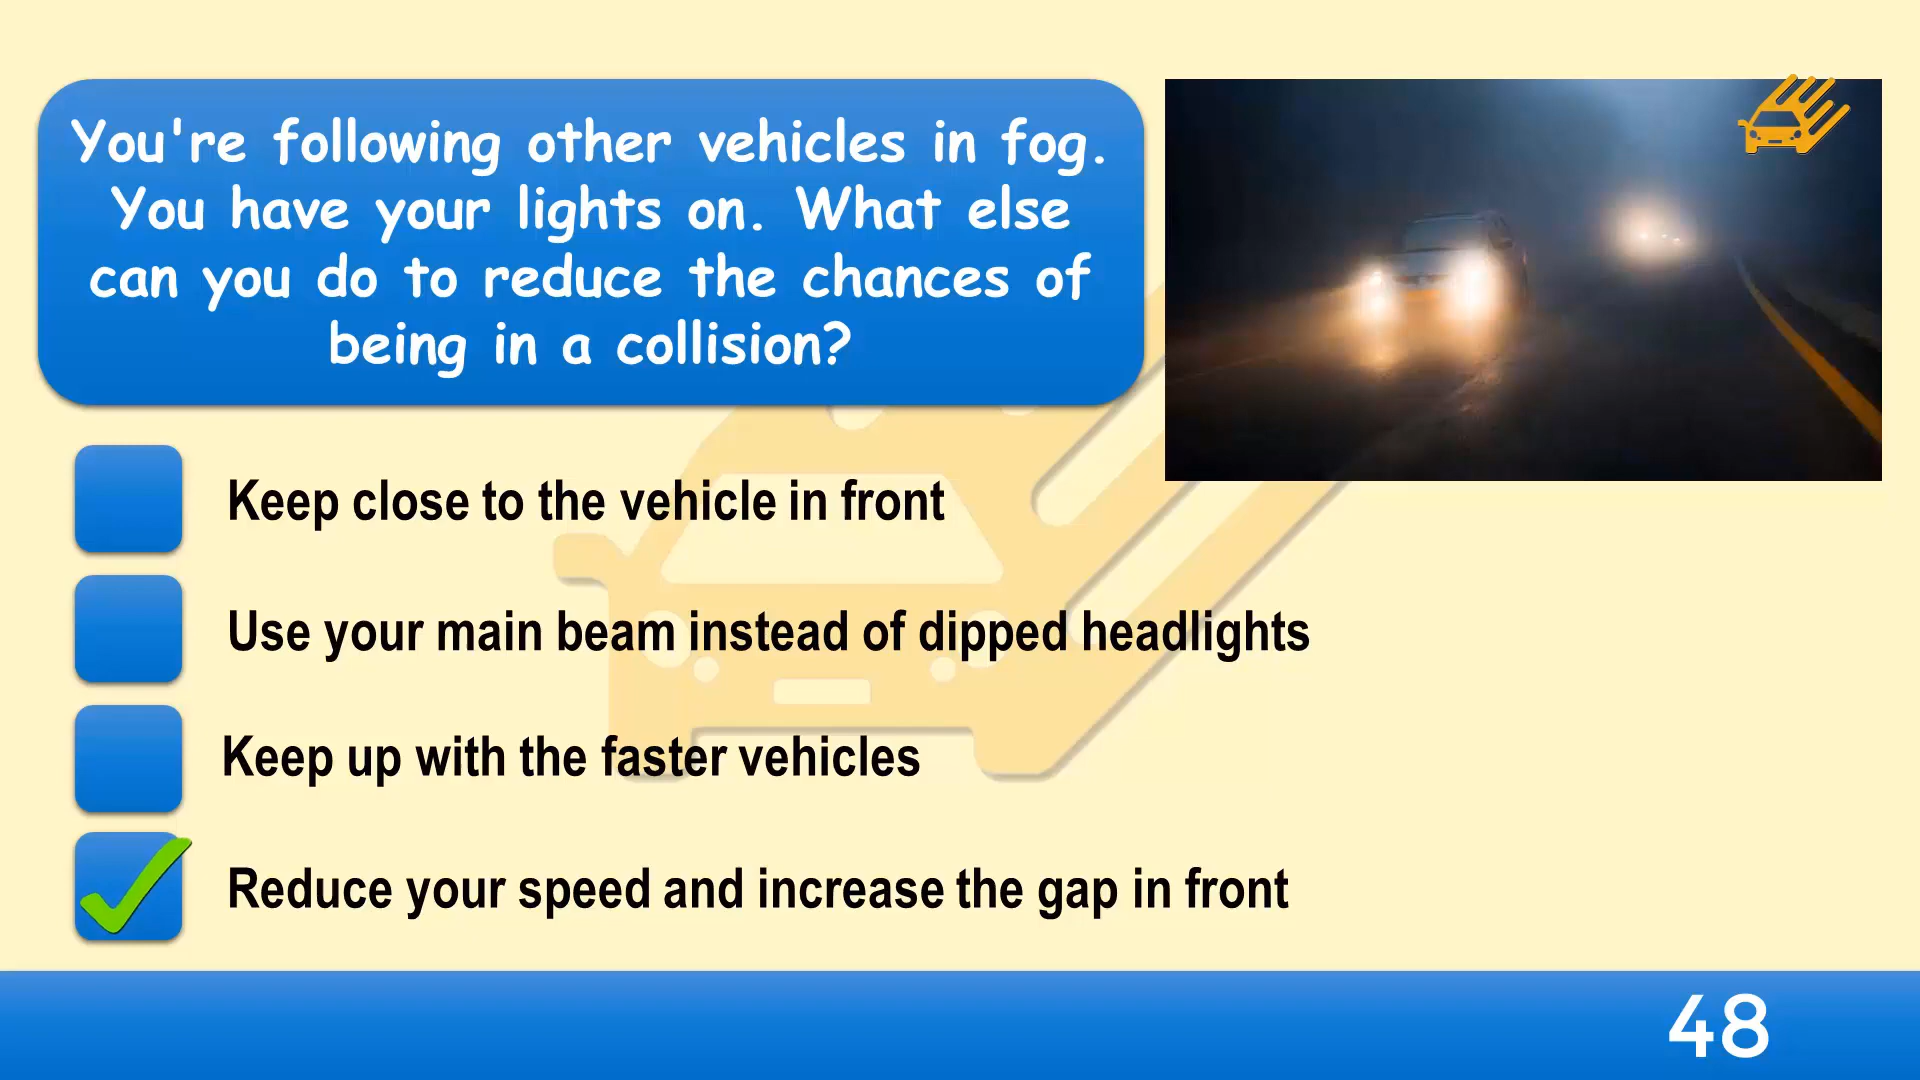 You're following other vehicles in fog.
You have your lights on. What else
can you do to reduce the chances of
being in a collision?
Keep close to the vehicle in front
Use your main beam instead of dipped headlights
Keep up with the faster vehicles
Reduce your speed and increase the gap in front
48